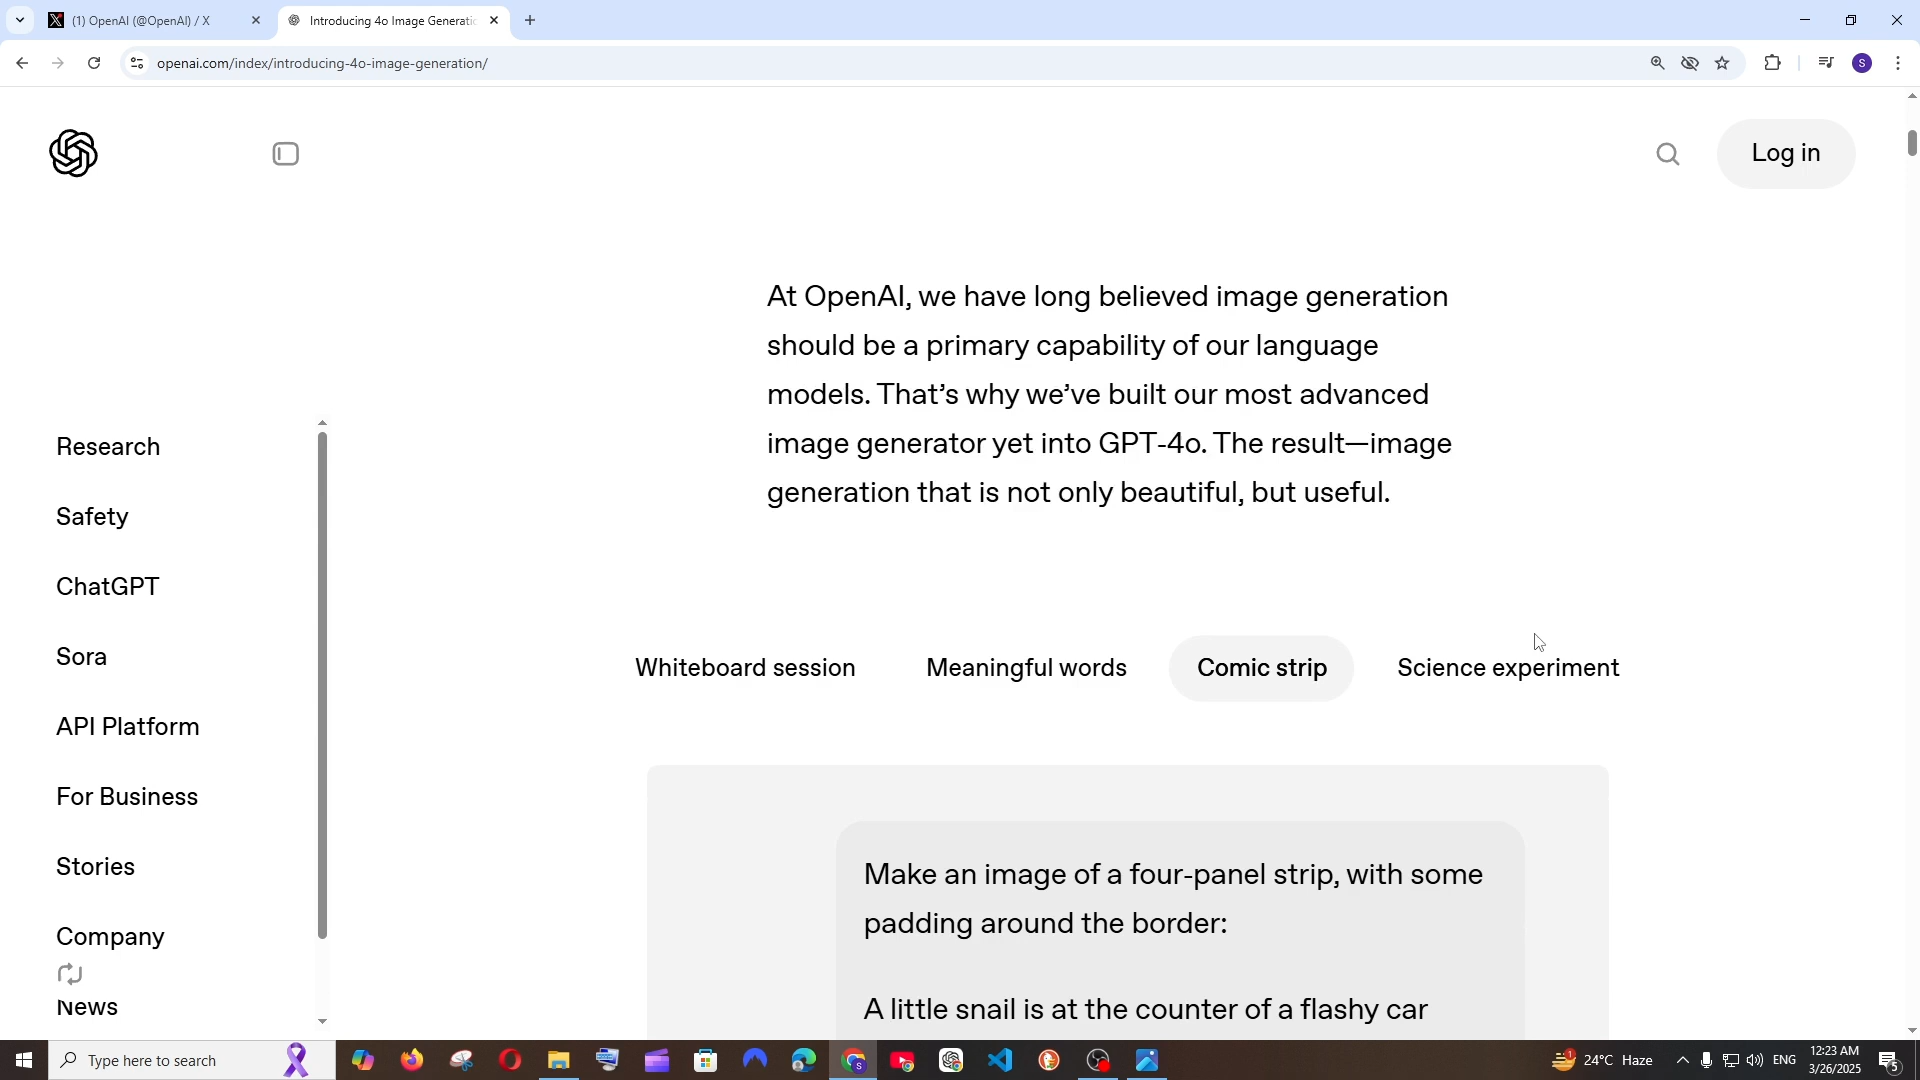 (1) OpenAI (@OpenAI) / X
Introducing 4o Image Generatic
openai.com/index/introducing-4o-image-generation/
S
Log in
At OpenAI, we have long believed image generation
should be a primary capability of our language
models. That’s why we’ve built our most advanced
image generator yet into GPT-4o. The result—image
generation that is not only beautiful, but useful.
Research
Safety
ChatGPT
Sora
API Platform
For Business
Stories
Company
News
Whiteboard session
Meaningful words
Comic strip
Science experiment
Make an image of a four-panel strip, with some
padding around the border:
A little snail is at the counter of a flashy car
Type here to search
1
24°C Haze
ENG
12:23 AM
3/26/2025
5